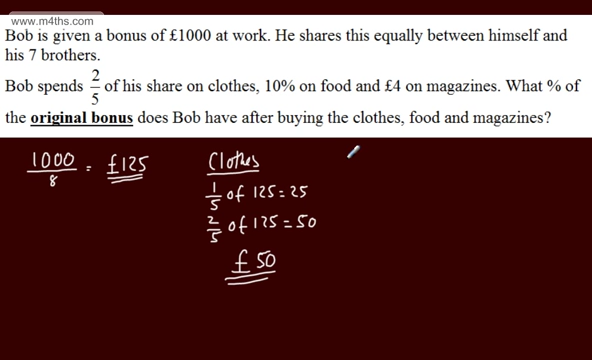 www.m4ths.com
Bob is given a bonus of £1000 at work. He shares this equally between himself and
his 7 brothers.
Bob spends 2/5 of his share on clothes, 10% on food and £4 on magazines. What % of
the original bonus does Bob have after buying the clothes, food and magazines?
1000/8 = £125
Clothes
1/5 of 125 = 25
2/5 of 125 = 50
£50